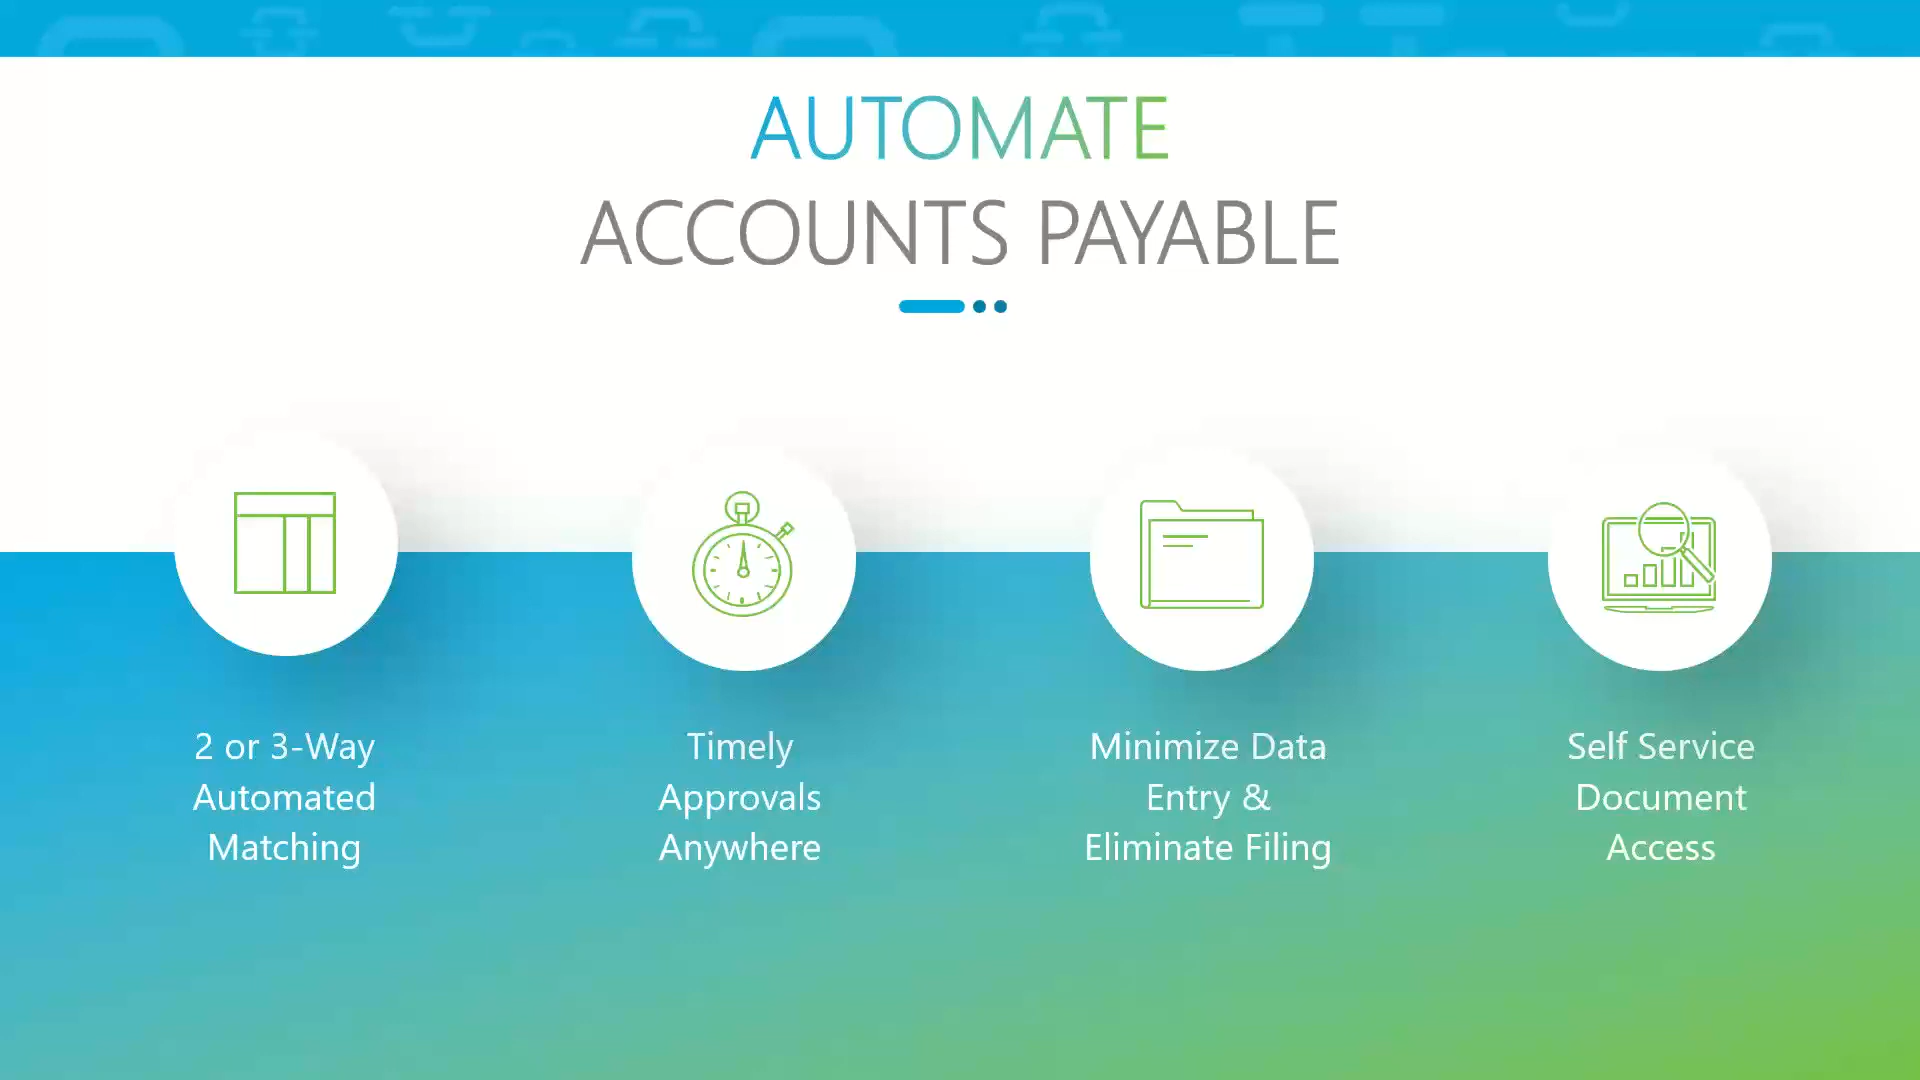 AUTOMATE
ACCOUNTS PAYABLE
2 or 3-Way
Automated
Matching
Timely
Approvals
Anywhere
Minimize Data
Entry &
Eliminate Filing
Self Service
Document
Access